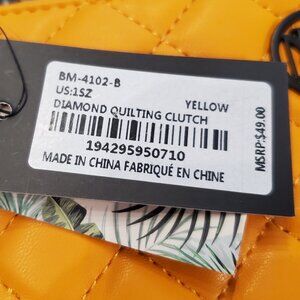 BM-4102-B
US:1SZ YELLOW
DIAMOND QUILTING CLUTCH
194295950710
MADE IN CHINA FABRIQUÉ EN CHINE
MSRP:$49.00